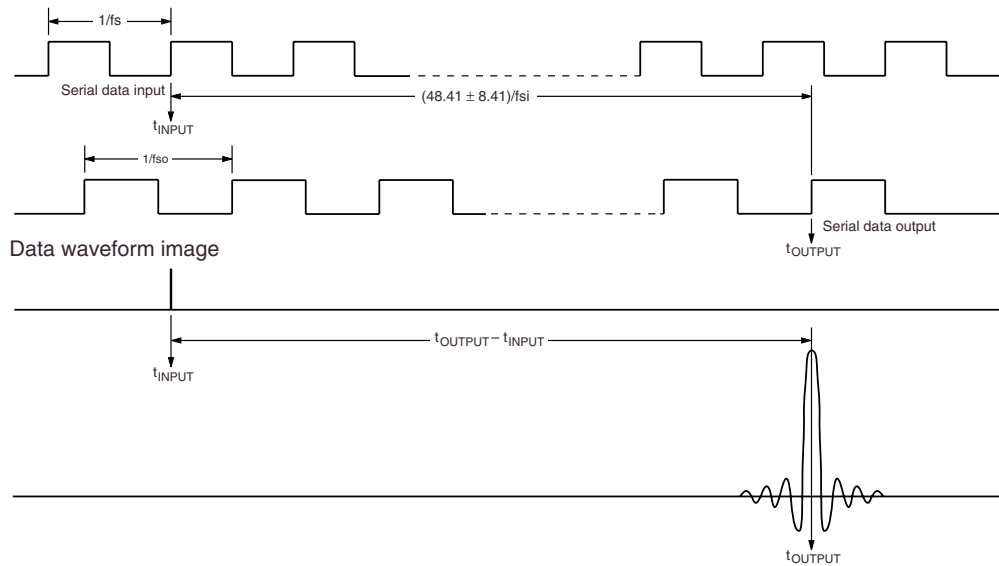 1/fs
Serial data input
(48.41 ± 8.41)/fsi
tINPUT
1/fso
Serial data output
tOUTPUT
Data waveform image
tOUTPUT – tINPUT
tINPUT
tOUTPUT